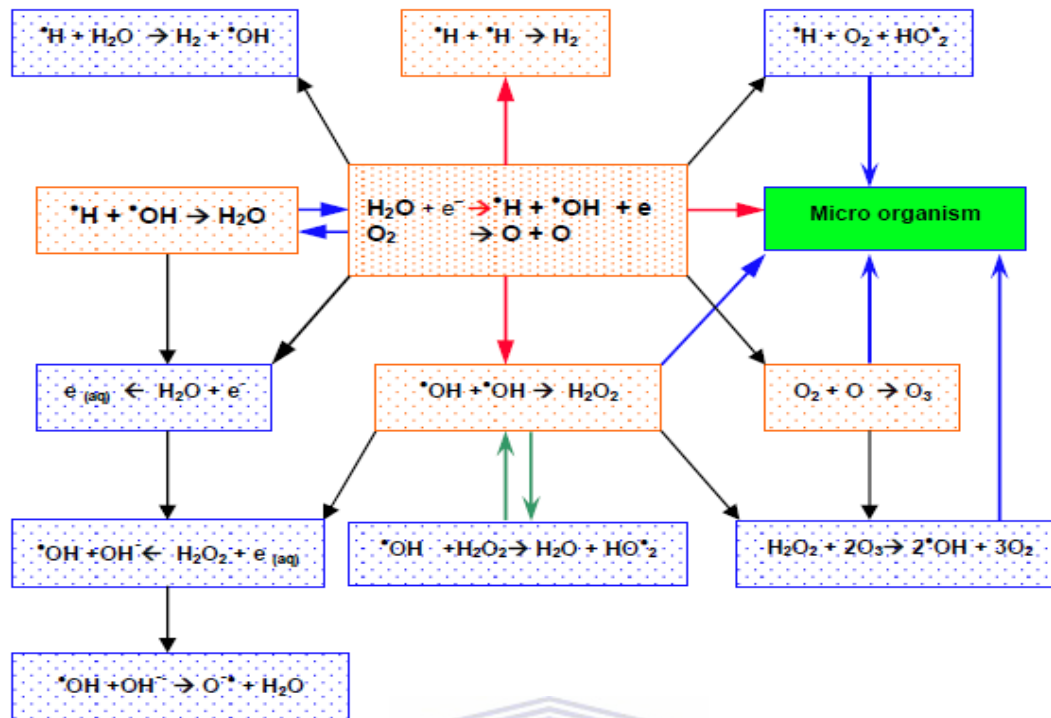 •H + H₂O → H₂ + •OH
•H + •H → H₂
•H + O₂ + HO•₂
•H + •OH → H₂O
H₂O + e⁻ → •H + •OH + e
O₂ → O + O
Micro organism
e (aq) ← H₂O + e⁻
•OH + •OH → H₂O₂
O₂ + O → O₃
•OH + OH⁻ ← H₂O₂ + e (aq)
•OH + H₂O₂ → H₂O + HO•₂
H₂O₂ + 2O₃ → 2•OH + 3O₂
•OH + OH⁻ → O⁻• + H₂O